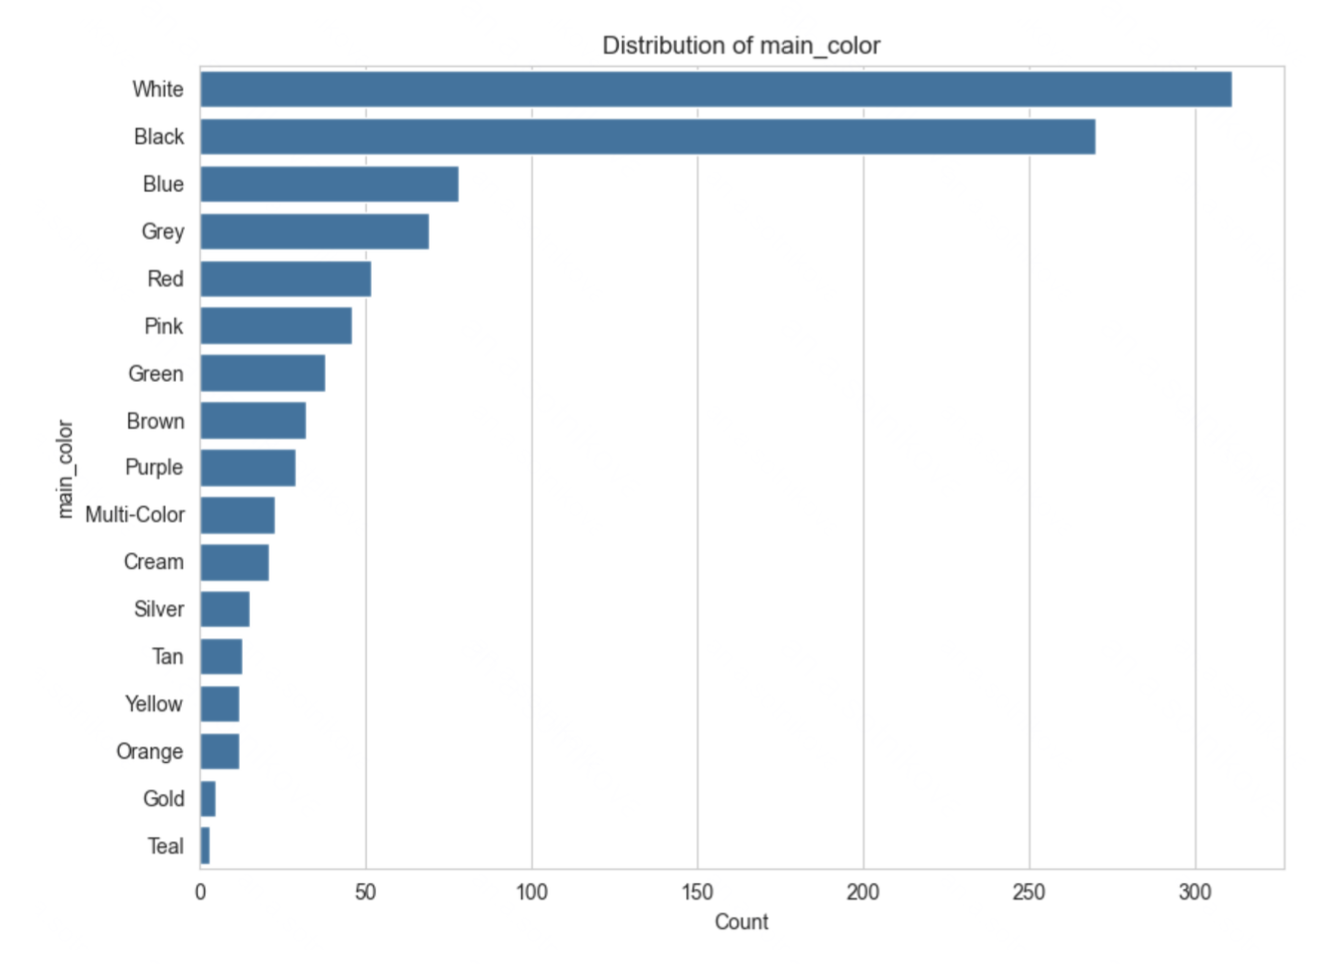 Distribution of main_color
White
Black
Blue
Grey
Red
Pink
Green
Brown
Purple
Multi-Color
Cream
Silver
Tan
Yellow
Orange
Gold
Teal
main_color
0 50 100 150 200 250 300
Count